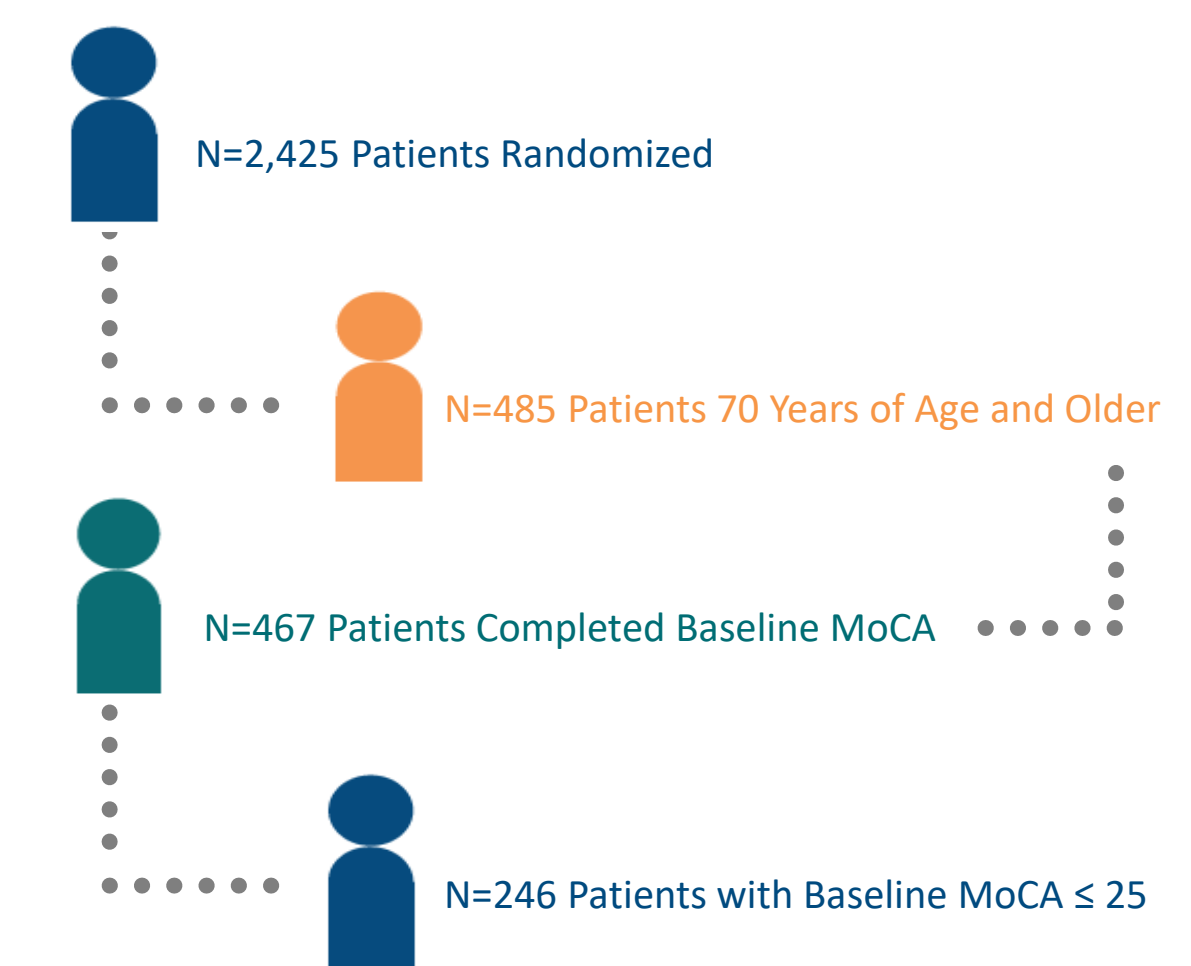 N=2,425 Patients Randomized
N=485 Patients 70 Years of Age and Older
N=467 Patients Completed Baseline MoCA
N=246 Patients with Baseline MoCA ≤ 25